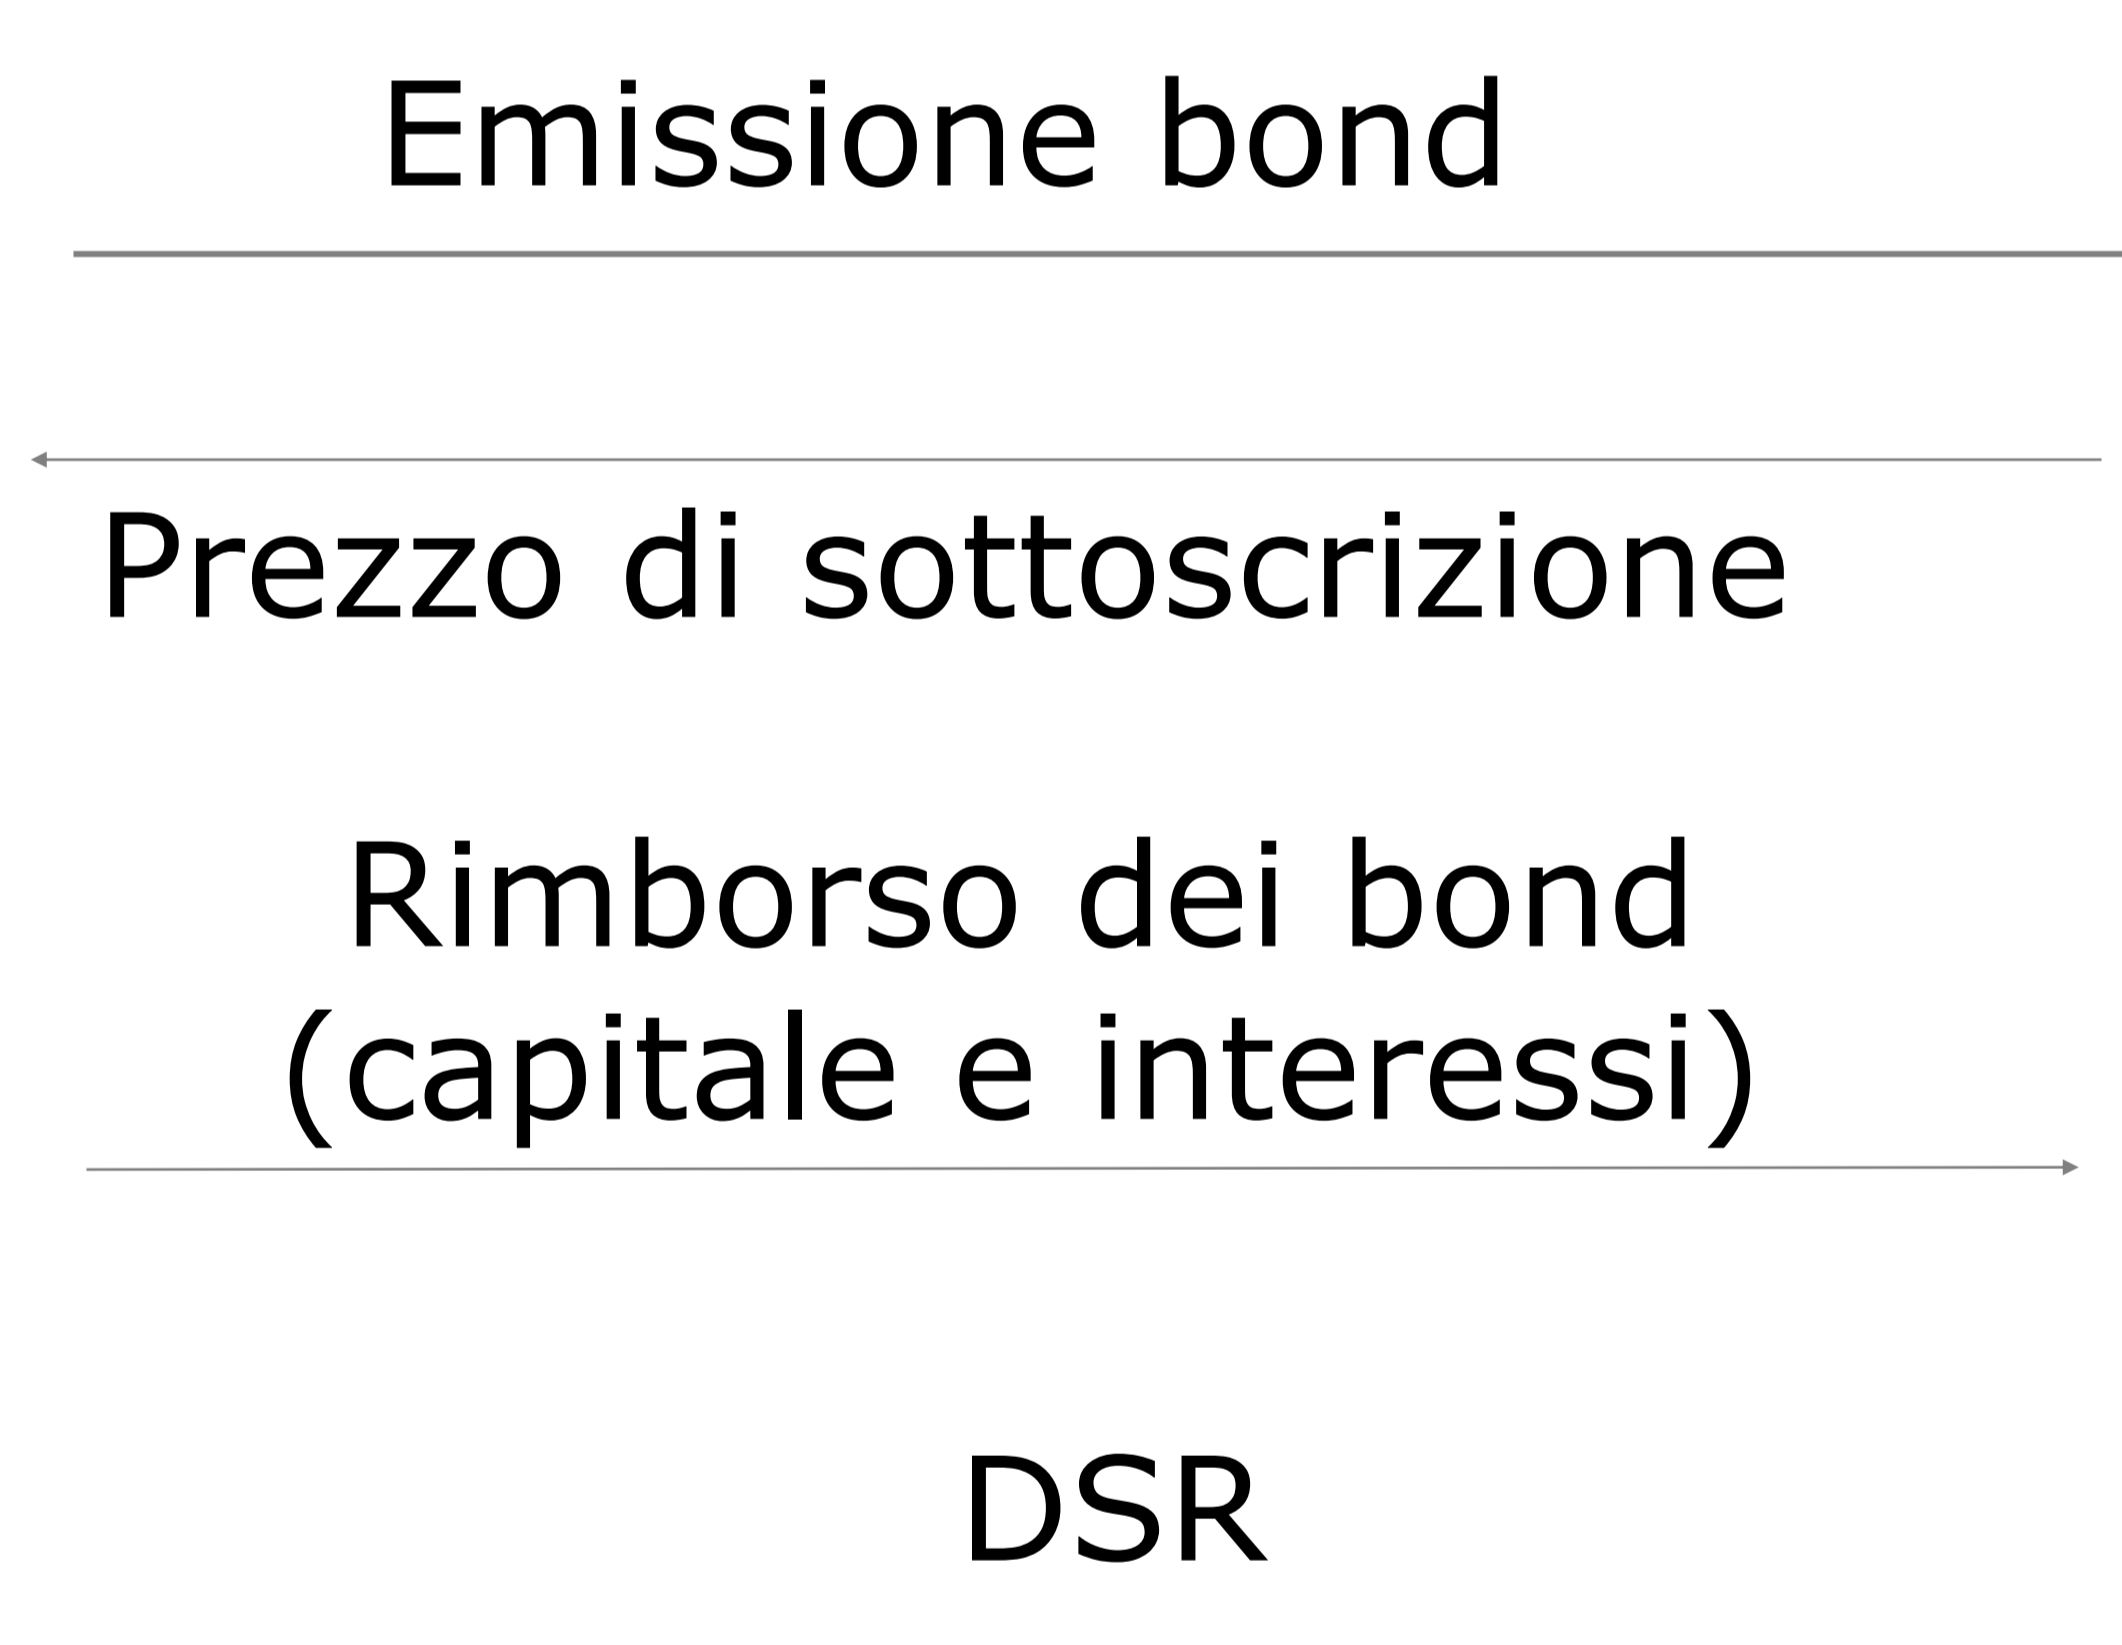 Emissione bond
Prezzo di sottoscrizione
Rimborso dei bond
(capitale e interessi)
DSR